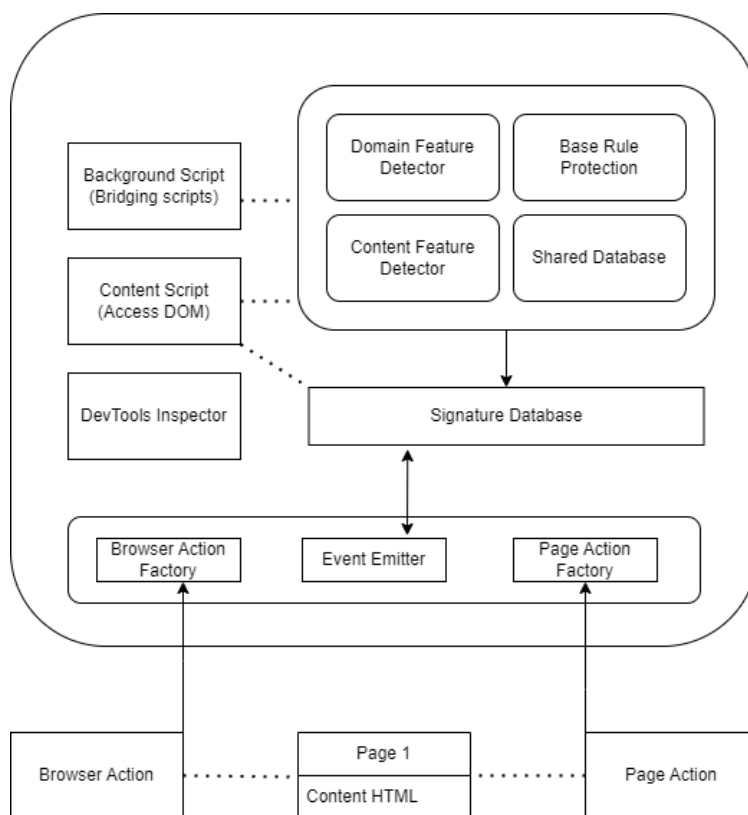 Domain Feature
Detector
Base Rule
Protection
Background Script
(Bridging scripts)
Content Feature
Detector
Shared Database
Content Script
(Access DOM)
DevTools Inspector
Signature Database
Browser Action
Factory
Event Emitter
Page Action
Factory
Browser Action
Page 1
Content HTML
Page Action